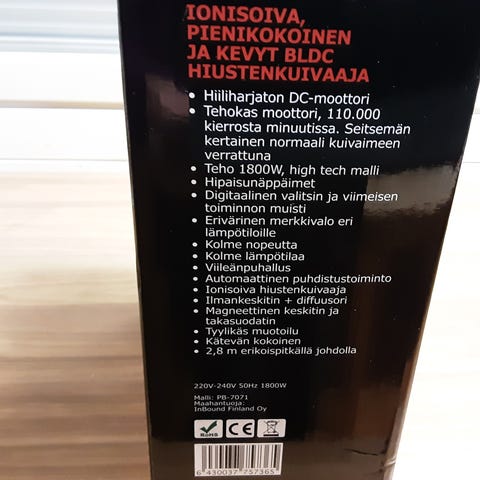 IONISOIVA,
PIENIKOKOINEN
JA KEVYT BLDC
HIUSTENKUIVAAJA
• Hiiliharjaton DC-moottori
• Tehokas moottori, 110.000
kierrosta minuutissa. Seitsemän
kertainen normaali kuivaimeen
verrattuna
• Teho 1800W, high tech malli
• Hipaisunäppäimet
• Digitaalinen valitsin ja viimeisen
toiminnon muisti
• Erivärinen merkkivalo eri
lämpötiloille
• Kolme nopeutta
• Kolme lämpötilaa
• Viileänpuhallus
• Automaattinen puhdistustoiminto
• Ionisoiva hiustenkuivaaja
• Ilmankeskitin + diffuusori
• Magneettinen keskitin ja
takasuodatin
• Tyylikäs muotoilu
• Kätevän kokoinen
• 2,8 m erikoispitkällä johdolla
220V-240V 50Hz 1800W
Malli: PB-7071
Maahantuoja:
InBound Finland Oy
RoHS CE
6 430037 757365